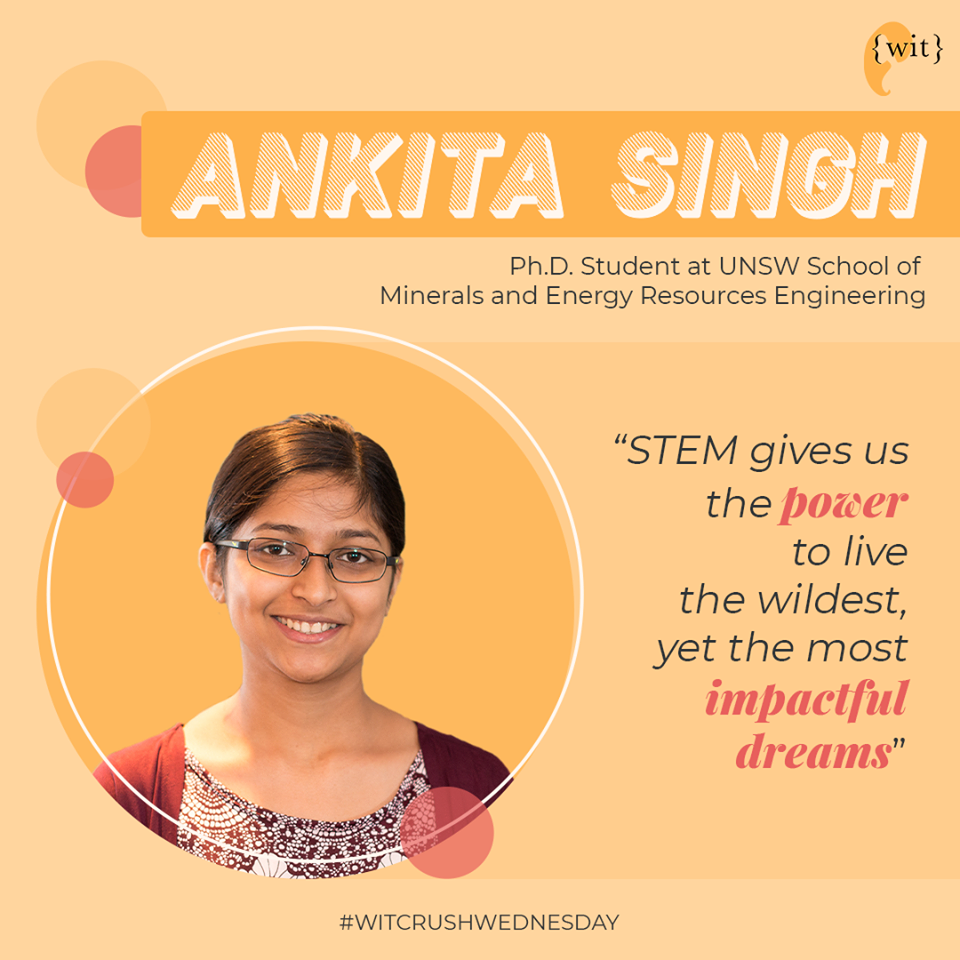 {wit}
ANKITA SINGH
Ph.D. Student at UNSW School of
Minerals and Energy Resources Engineering
“STEM gives us
the power
to live
the wildest,
yet the most
impactful
dreams”
#WITCRUSHWEDNESDAY